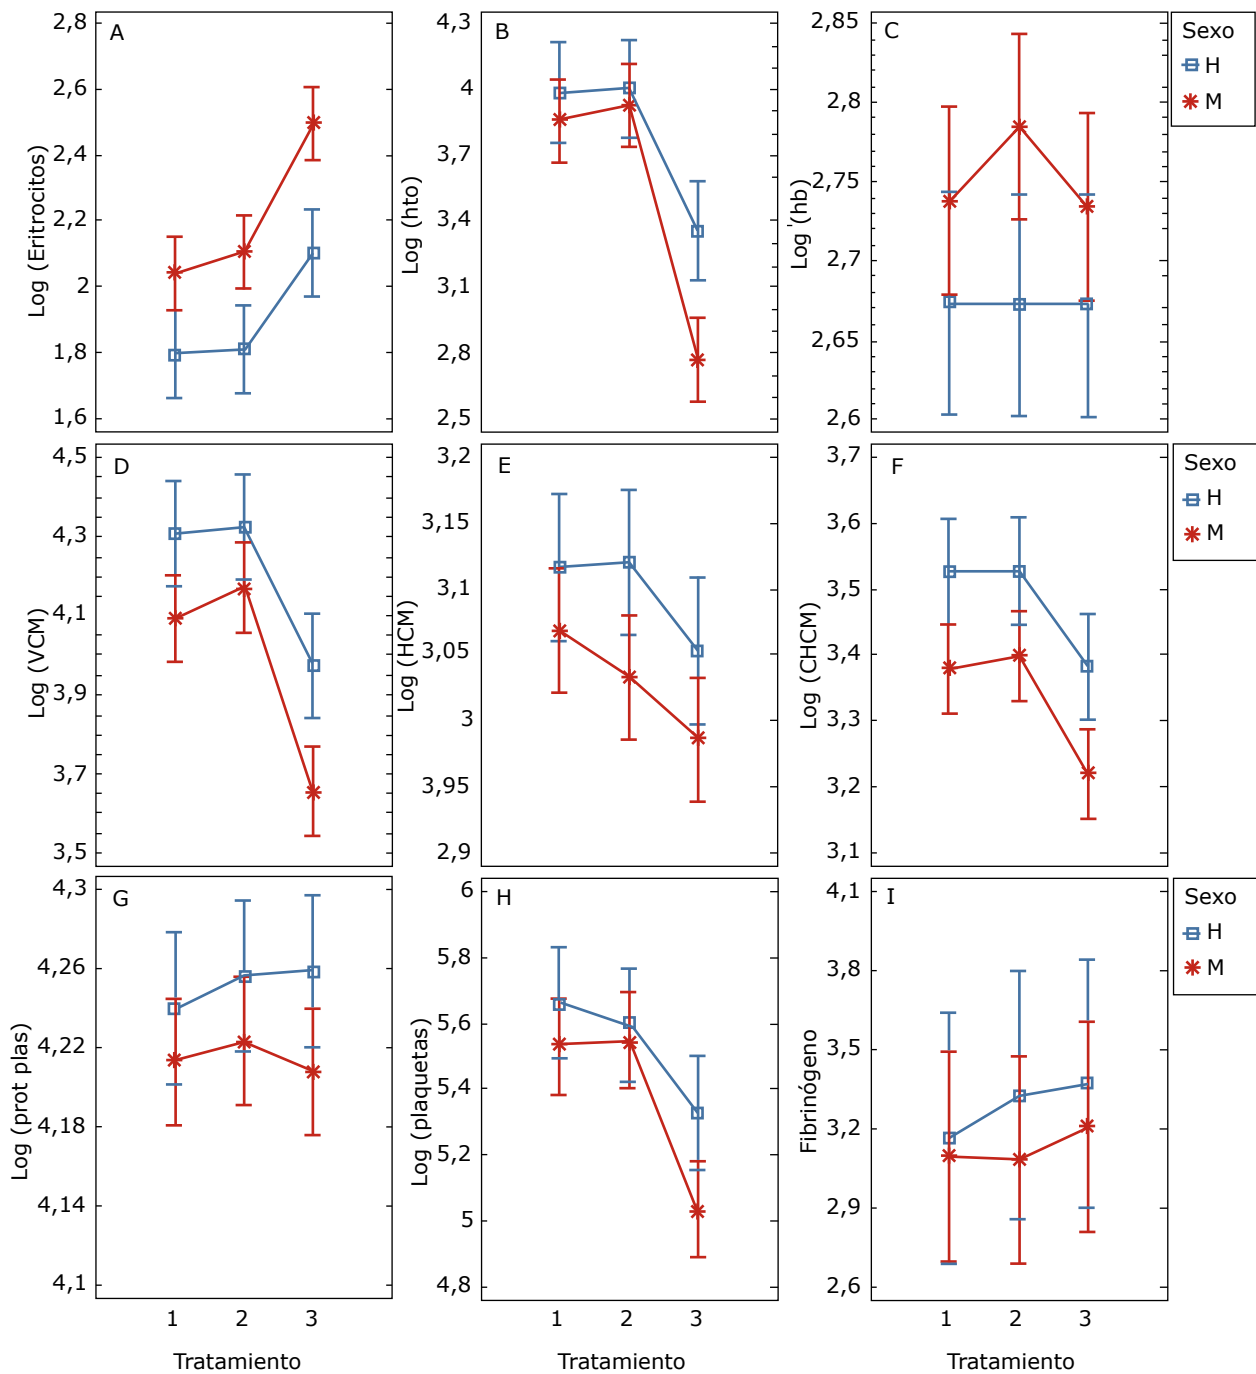 A
2,8
2,6
2,4
2,2
2
1,8
1,6
Log (Eritrocitos)
B
4,3
4
3,7
3,4
3,1
2,8
2,5
Log (hto)
C
2,85
2,8
2,75
2,7
2,65
2,6
Log (hb)
Sexo
H
M
D
4,5
4,3
4,1
3,9
3,7
3,5
Log (VCM)
E
3,2
3,15
3,1
3,05
3
3,95
2,9
Log (HCM)
F
3,7
3,6
3,5
3,4
3,3
3,2
3,1
Log (CHCM)
Sexo
H
M
G
4,3
4,26
4,22
4,18
4,14
4,1
Log (prot plas)
1 2 3
Tratamiento
H
6
5,8
5,6
5,4
5,2
5
4,8
Log (plaquetas)
1 2 3
Tratamiento
I
4,1
3,8
3,5
3,2
2,9
2,6
Fibrinógeno
1 2 3
Tratamiento
Sexo
H
M